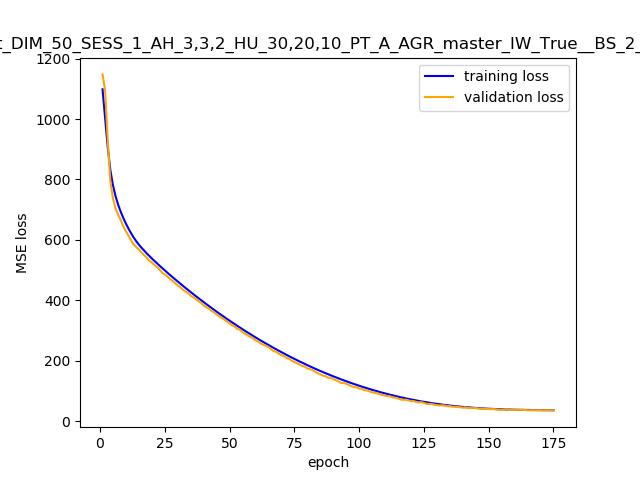 _DIM_50_SESS_1_AH_3,3,2_HU_30,20,10_PT_A_AGR_master_IW_True__BS_2_
training loss
validation loss
MSE loss
1200
1000
800
600
400
200
0
0 25 50 75 100 125 150 175
epoch